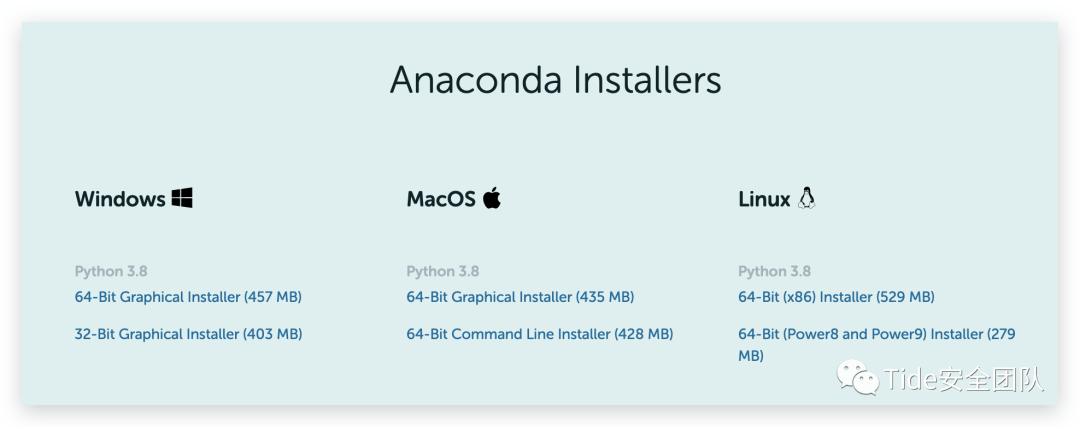 Anaconda Installers
Windows
Python 3.8
64-Bit Graphical Installer (457 MB)
32-Bit Graphical Installer (403 MB)
MacOS
Python 3.8
64-Bit Graphical Installer (435 MB)
64-Bit Command Line Installer (428 MB)
Linux
Python 3.8
64-Bit (x86) Installer (529 MB)
64-Bit (Power8 and Power9) Installer (279
MB)
Tide安全团队